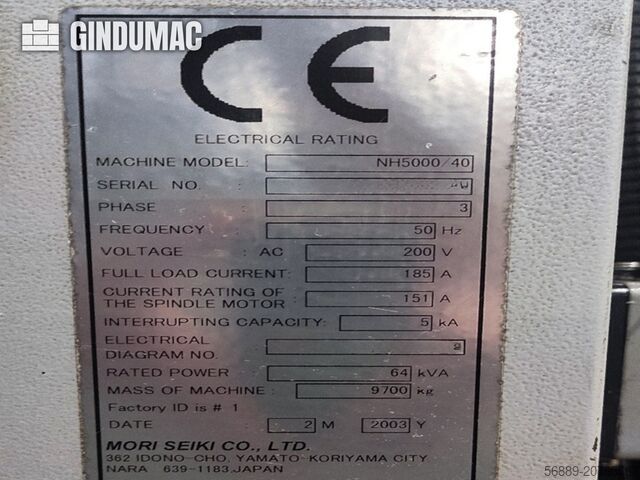 GINDUMAC
CE
ELECTRICAL RATING
MACHINE MODEL: NH5000/40
SERIAL NO. :
PHASE : 3
FREQUENCY : 50 Hz
VOLTAGE : AC 200 V
FULL LOAD CURRENT: 185 A
CURRENT RATING OF
THE SPINDLE MOTOR : 151 A
INTERRUPTING CAPACITY: 5 kA
ELECTRICAL
DIAGRAM NO. :
RATED POWER : 64 kVA
MASS OF MACHINE : 9700 kg
Factory ID is # 1
DATE 2 M 2003 Y
MORI SEIKI CO., LTD.
362 IDONO-CHO, YAMATO-KORIYAMA CITY
NARA 639-1183,JAPAN